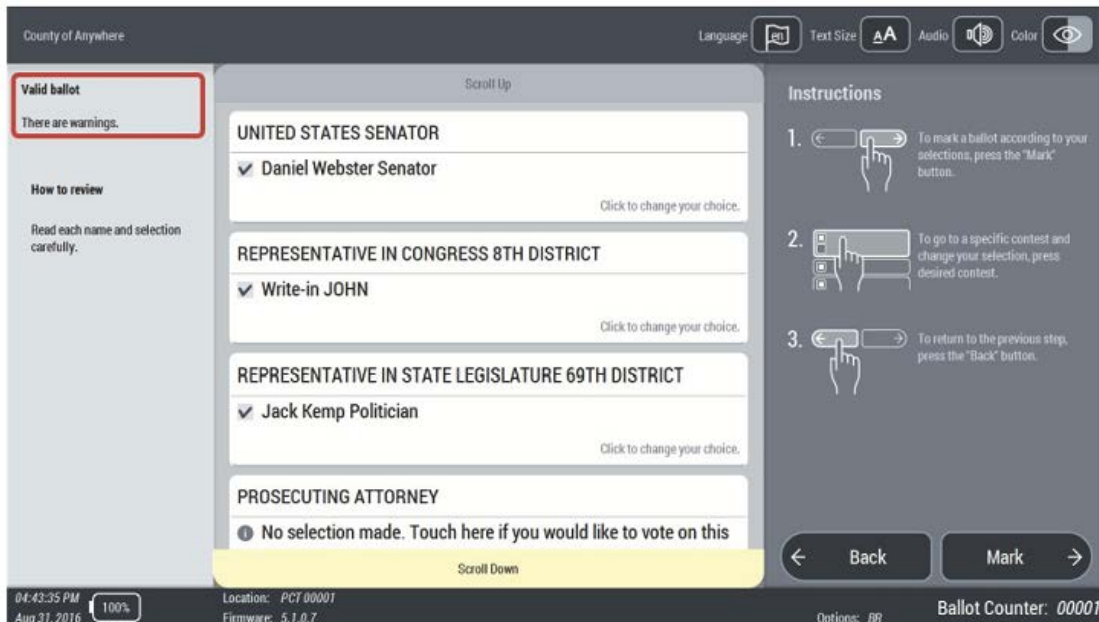 County of Anywhere
Language en Text Size AA Audio Color
Valid ballot
There are warnings.
How to review
Read each name and selection
carefully.
Scroll Up
UNITED STATES SENATOR
Daniel Webster Senator
Click to change your choice.
REPRESENTATIVE IN CONGRESS 8TH DISTRICT
Write-in JOHN
Click to change your choice.
REPRESENTATIVE IN STATE LEGISLATURE 69TH DISTRICT
Jack Kemp Politician
Click to change your choice.
PROSECUTING ATTORNEY
No selection made. Touch here if you would like to vote on this
Scroll Down
Instructions
1. To mark a ballot according to your
selections, press the "Mark"
button.
2. To go to a specific contest and
change your selection, press
desired contest.
3. To return to the previous step,
press the "Back" button.
Back
Mark
04:43:35 PM
Aug 31, 2016
100%
Location: PCT 00001
Firmware: 5.1.0.7
Options: BR
Ballot Counter: 00001